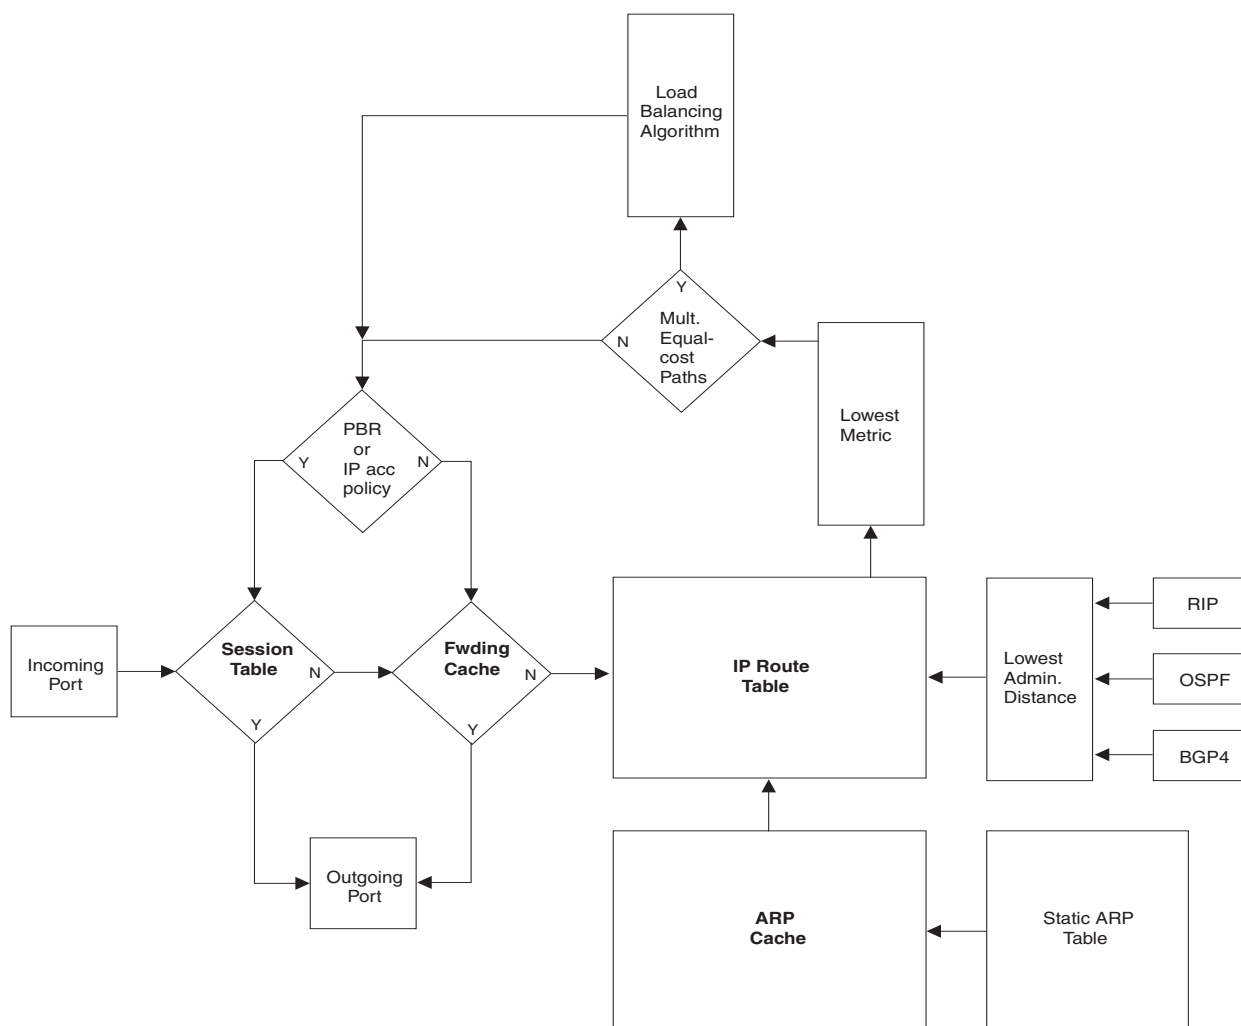 Load
Balancing
Algorithm
Y
Mult.
Equal-
cost
Paths
N
Lowest
Metric
PBR
or
IP acc
policy
Y
N
Incoming
Port
Session
Table
N
Y
Fwding
Cache
N
Y
IP Route
Table
Lowest
Admin.
Distance
RIP
OSPF
BGP4
Outgoing
Port
ARP
Cache
Static ARP
Table